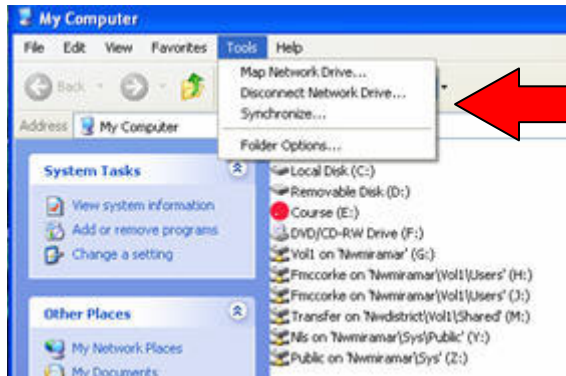 My Computer
File Edit View Favorites Tools Help
Back
Map Network Drive...
Disconnect Network Drive...
Synchronize...
Folder Options...
Address My Computer
System Tasks
View system information
Add or remove programs
Change a setting
Other Places
My Network Places
My Documents
Local Disk (C:)
Removable Disk (D:)
Course (E:)
DVD/CD-RW Drive (F:)
Vol1 on 'Nwmiramar' (G:)
Fmccorke on 'Nwmiramar\Vol1\Users' (H:)
Fmccorke on 'Nwmiramar\Vol1\Users' (J:)
Transfer on 'Nwdistrict\Vol1\Shared' (M:)
Nls on 'Nwmiramar\Sys\Public' (Y:)
Public on 'Nwmiramar\Sys' (Z:)